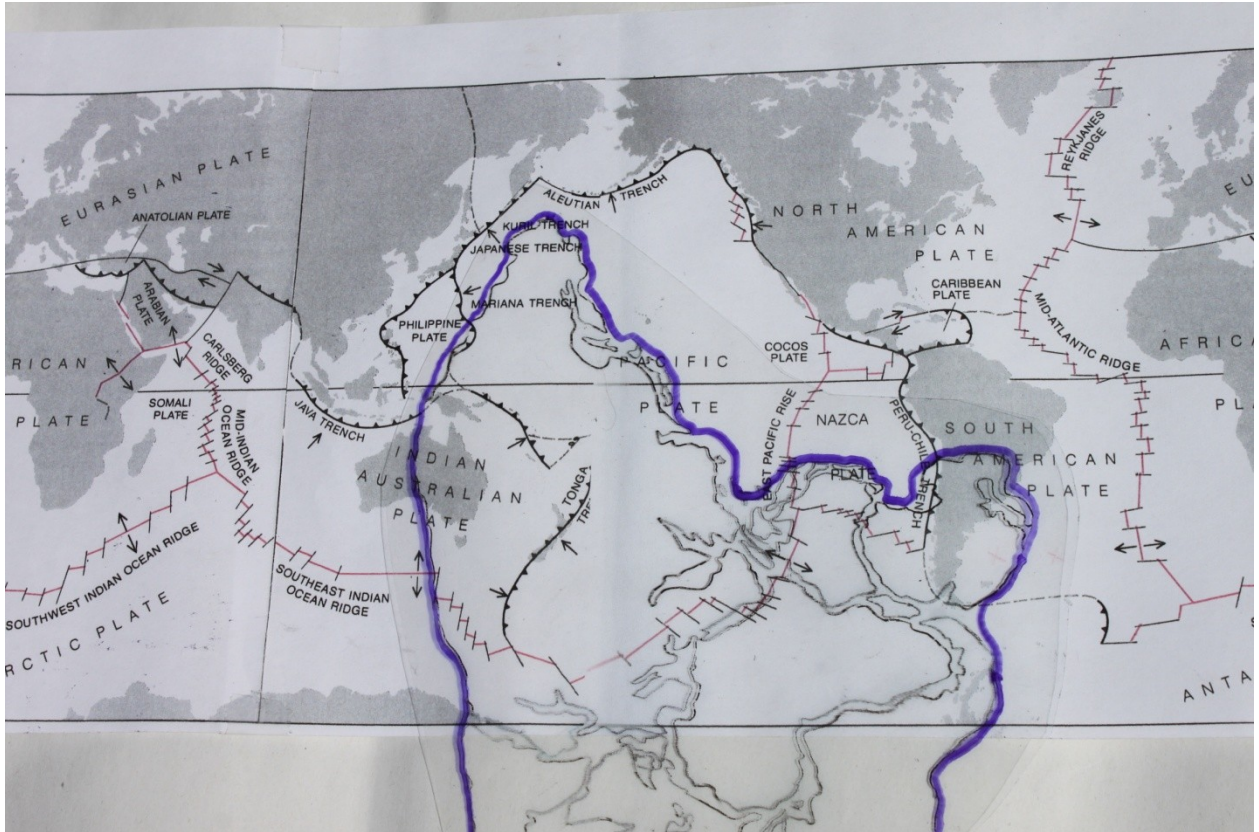 EURASIAN PLATE
ANATOLIAN PLATE
ARABIAN
PLATE
RICAN
PLATE
CARLSBERG
RIDGE
SOMALI
PLATE
MID-INDIAN
OCEAN RIDGE
SOUTHWEST INDIAN OCEAN RIDGE
RCTIC PLATE
SOUTHEAST INDIAN
OCEAN RIDGE
JAVA TRENCH
PHILIPPINE
PLATE
ALEUTIAN TRENCH
KURIL TRENCH
JAPANESE TRENCH
MARIANA TRENCH
INDIAN
AUSTRALIAN
PLATE
TONGA
TRE
PACIFIC
PLATE
EAST PACIFIC RISE
COCOS
PLATE
NAZCA
PLATE
PERU-CHILE TRENCH
NORTH
AMERICAN
PLATE
CARIBBEAN
PLATE
SOUTH
AMERICAN
PLATE
REYKJANES
RIDGE
MID-ATLANTIC RIDGE
EU
AFRICA
PL
ANTA